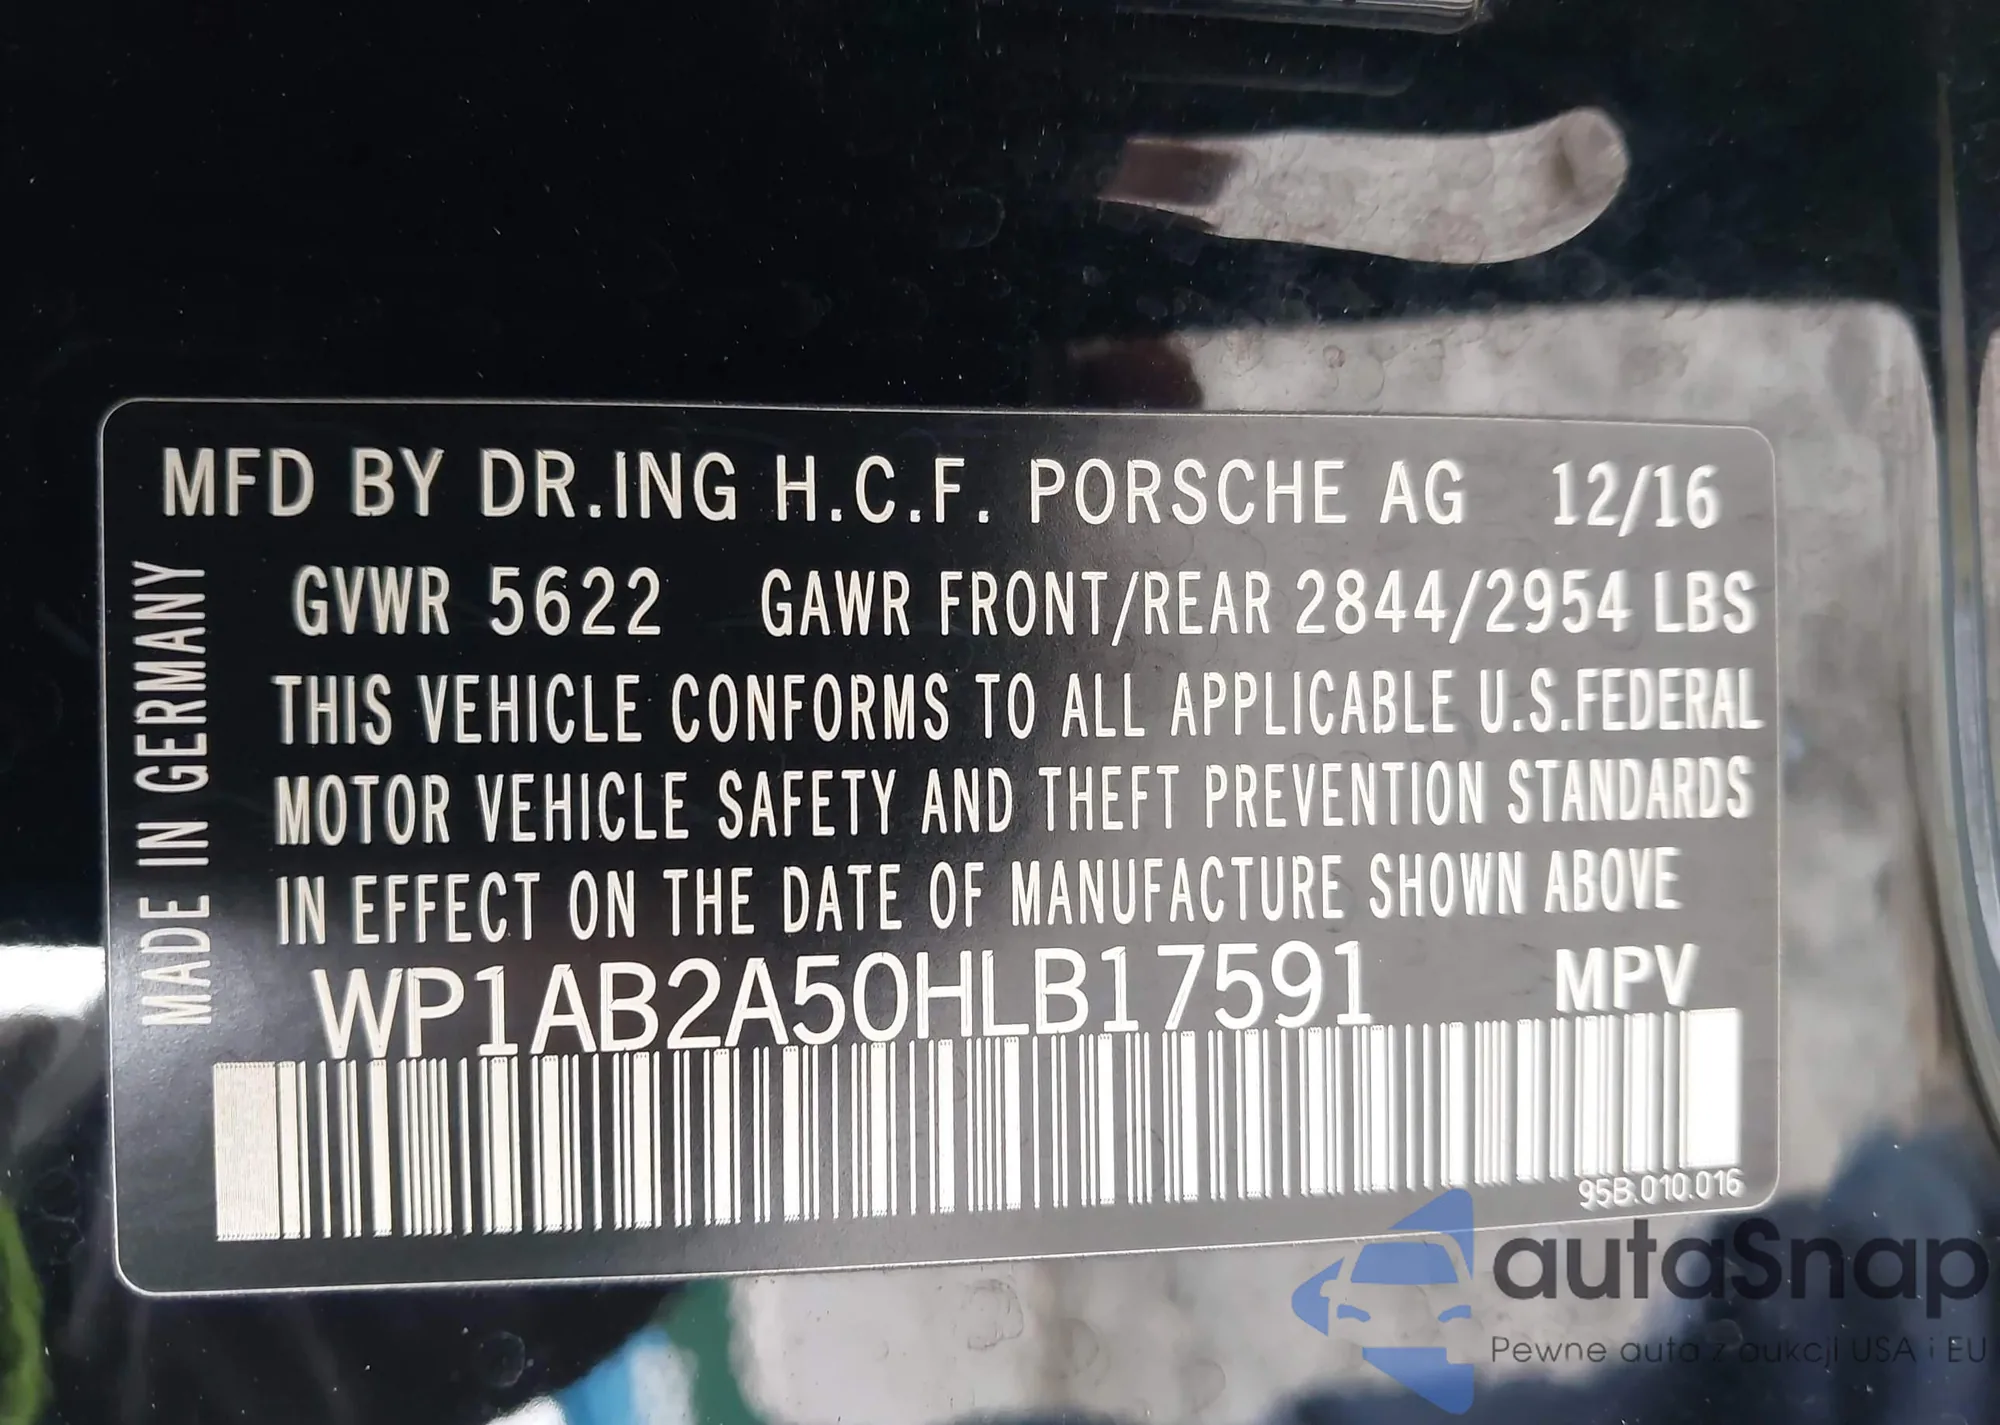 MFD BY DR.ING H.C.F. PORSCHE AG 12/16
GVWR 5622 GAWR FRONT/REAR 2844/2954 LBS
THIS VEHICLE CONFORMS TO ALL APPLICABLE U.S.FEDERAL
MOTOR VEHICLE SAFETY AND THEFT PREVENTION STANDARDS
IN EFFECT ON THE DATE OF MANUFACTURE SHOWN ABOVE
WP1AB2A50HLB17591 MPV
95B.010.016
MADE IN GERMANY
autaSnap
Pewne auta z aukcji USA i EU